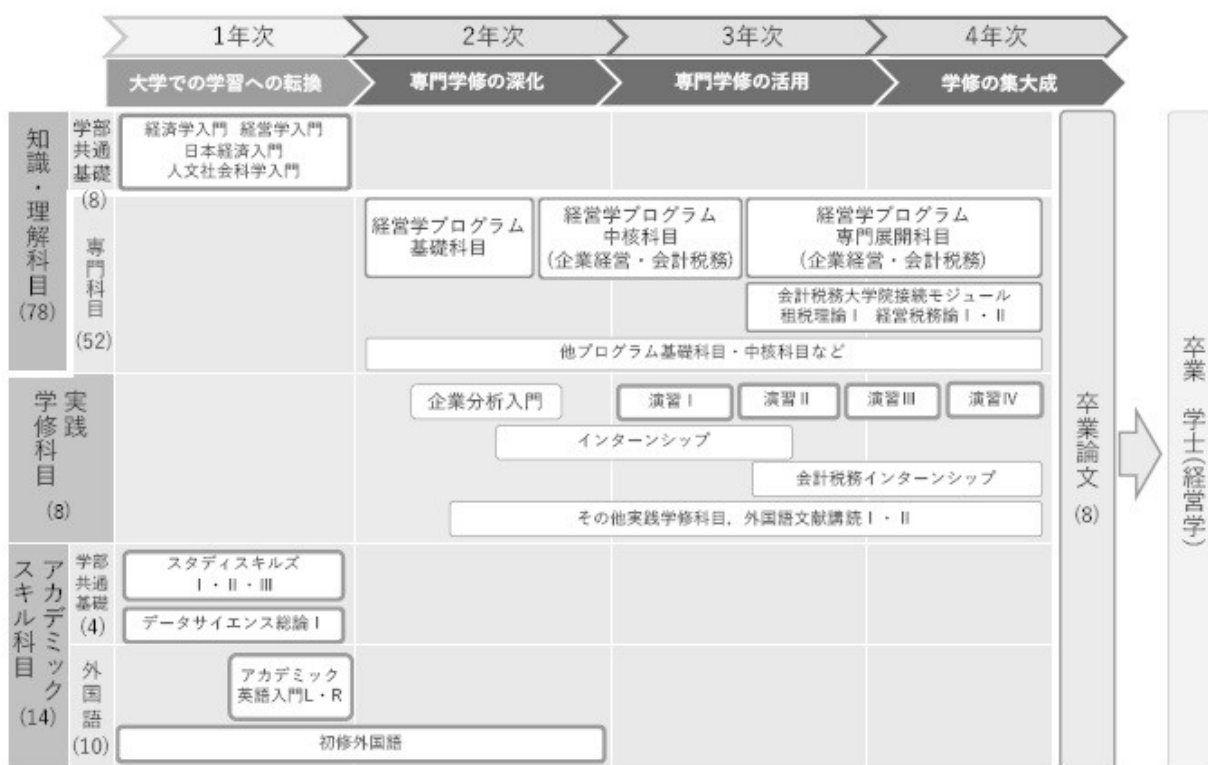 1年次
2年次
3年次
4年次
大学での学習への転換
専門学修の深化
専門学修の活用
学修の集大成
知識・理解科目
(78)
学部
共通
基礎
(8)
経済学入門 経営学入門
日本経済入門
人文社会科学入門
専門科目
(52)
経営学プログラム
基礎科目
経営学プログラム
中核科目
(企業経営・会計税務)
経営学プログラム
専門展開科目
(企業経営・会計税務)
会計税務大学院接続モジュール
租税理論Ⅰ 経営税務論Ⅰ・Ⅱ
他プログラム基礎科目・中核科目など
実践
学修科目
(8)
企業分析入門
演習Ⅰ
演習Ⅱ
演習Ⅲ
演習Ⅳ
インターンシップ
会計税務インターンシップ
その他実践学修科目，外国語文献講読Ⅰ・Ⅱ
アカデミック
スキル科目
(14)
学部
共通
基礎
(4)
スタディスキルズ
Ⅰ・Ⅱ・Ⅲ
データサイエンス総論Ⅰ
外国語
(10)
アカデミック
英語入門L・R
初修外国語
卒業論文
(8)
卒業 学士(経営学)